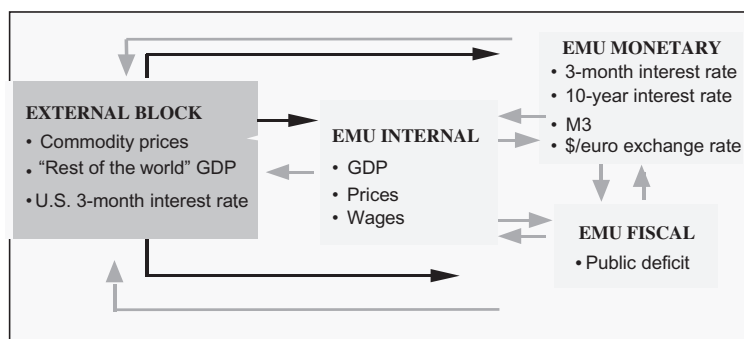 EXTERNAL BLOCK
• Commodity prices
• “Rest of the world” GDP
• U.S. 3-month interest rate
EMU INTERNAL
• GDP
• Prices
• Wages
EMU MONETARY
• 3-month interest rate
• 10-year interest rate
• M3
• $/euro exchange rate
EMU FISCAL
• Public deficit